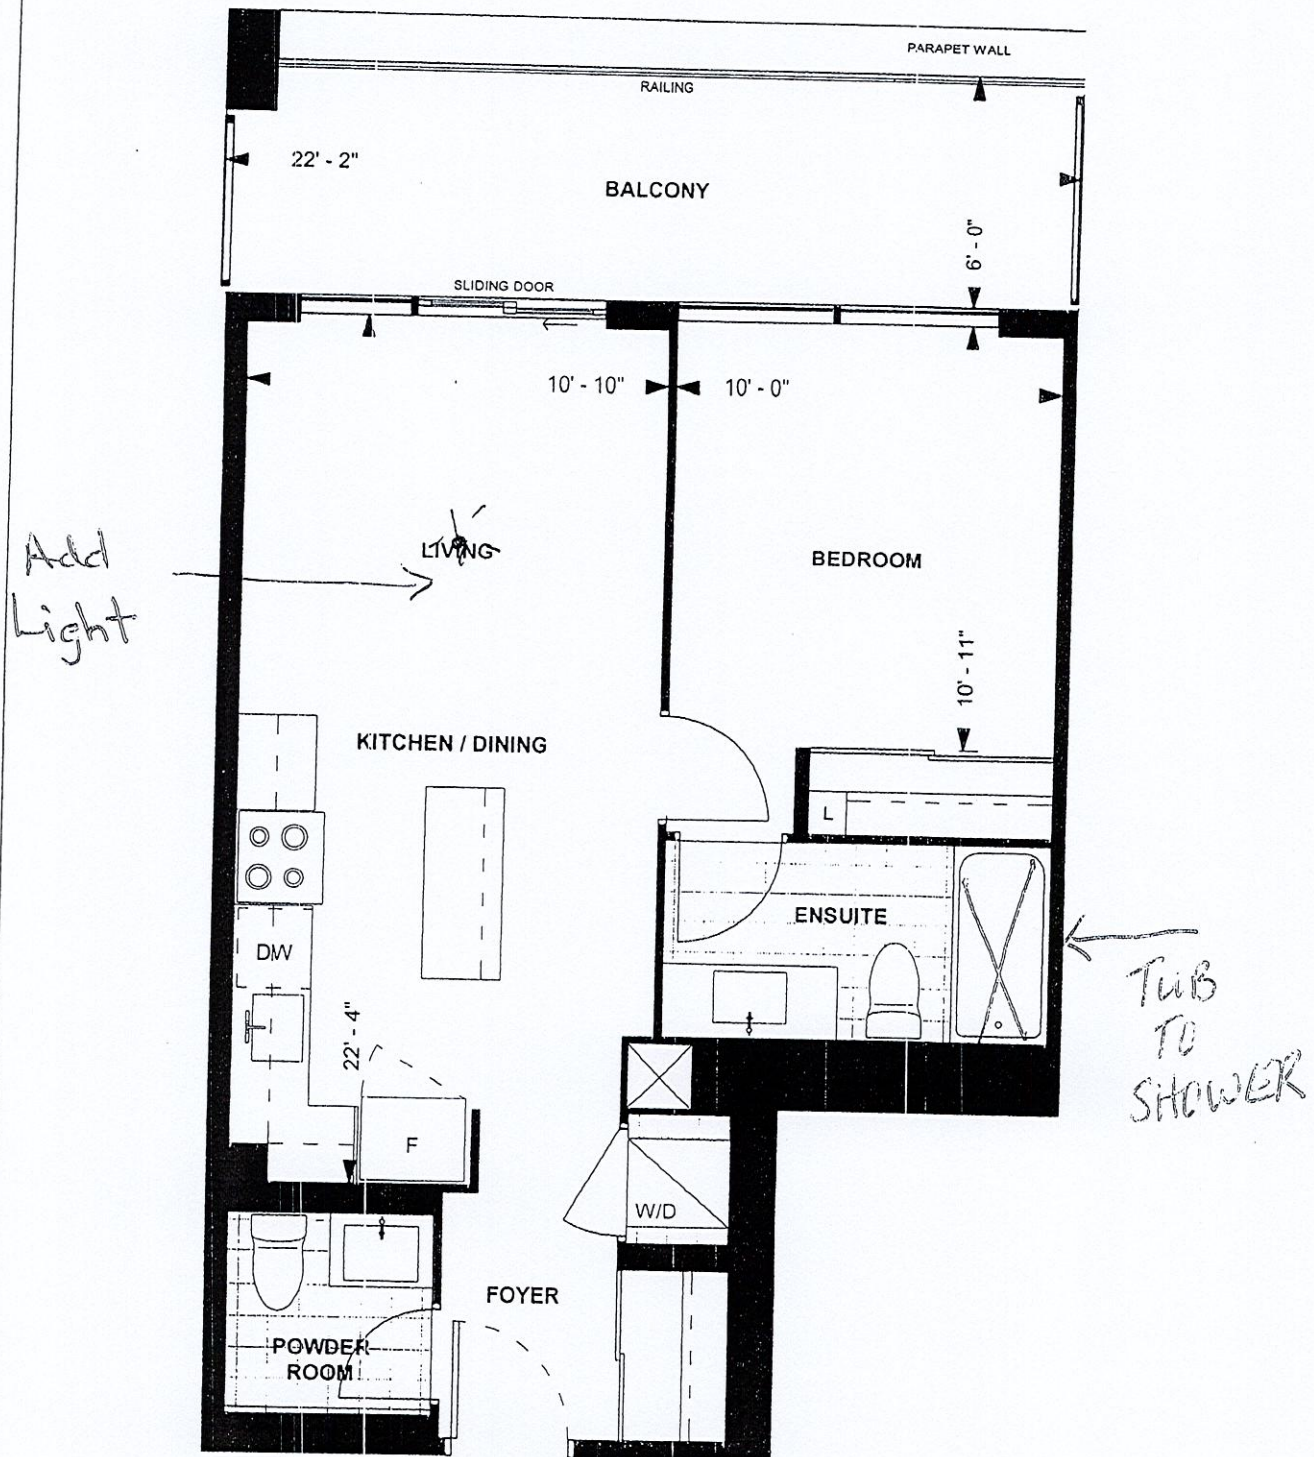 PARAPET WALL
RAILING
22' - 2"
BALCONY
6' - 0"
SLIDING DOOR
10' - 10"
10' - 0"
Add
Light
LIVING
BEDROOM
10' - 11"
KITCHEN / DINING
L
ENSUITE
DW
TUB
TO
SHOWER
22' - 4"
F
W/D
FOYER
POWDER
ROOM